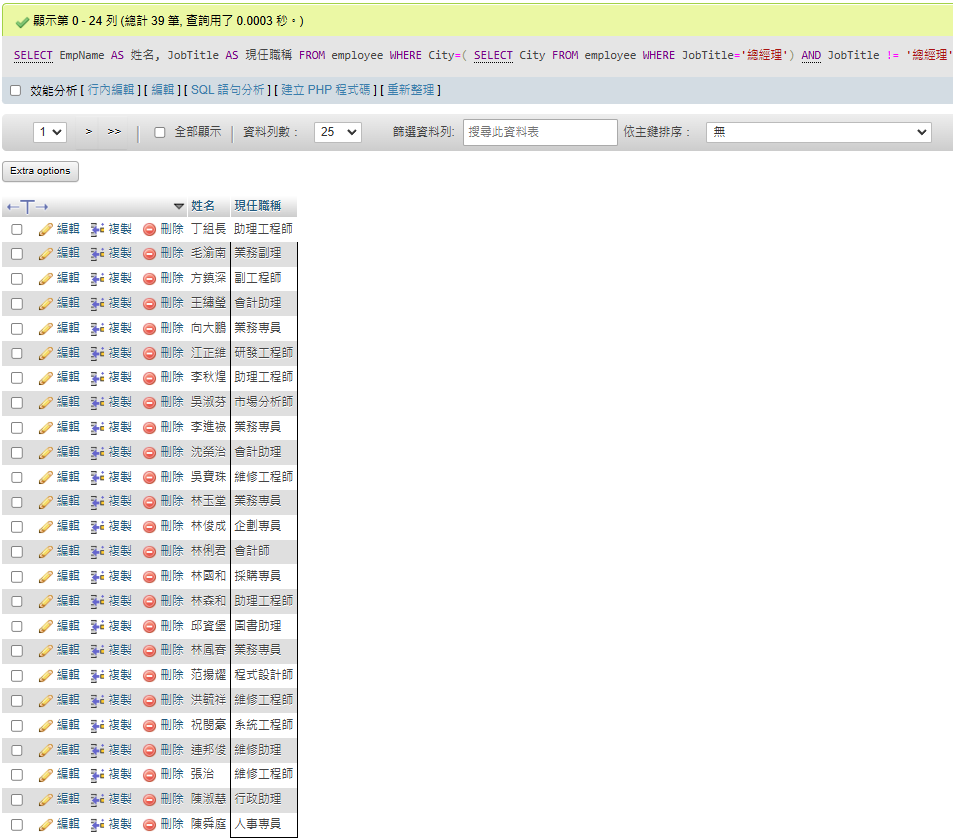 顯示第 0 - 24 列 (總計 39 筆, 查詢用了 0.0003 秒。)
SELECT EmpName AS 姓名, JobTitle AS 現任職稱 FROM employee WHERE City=( SELECT City FROM employee WHERE JobTitle='總經理') AND JobTitle != '總經理'
效能分析 [ 行內編輯 ] [ 編輯 ] [ SQL 語句分析 ] [ 建立 PHP 程式碼 ] [ 重新整理 ]
1 > >> | 全部顯示 | 資料列數： 25 篩選資料列: 搜尋此資料表 依主鍵排序： 無
Extra options
←T→ 姓名 現任職稱
編輯 複製 刪除 丁組長 助理工程師
編輯 複製 刪除 毛渝南 業務副理
編輯 複製 刪除 方鎮深 副工程師
編輯 複製 刪除 王繡瑩 會計助理
編輯 複製 刪除 向大鵬 業務專員
編輯 複製 刪除 江正維 研發工程師
編輯 複製 刪除 李秋煌 助理工程師
編輯 複製 刪除 吳淑芬 市場分析師
編輯 複製 刪除 李進祿 業務專員
編輯 複製 刪除 沈榮治 會計助理
編輯 複製 刪除 吳寶珠 維修工程師
編輯 複製 刪除 林玉堂 業務專員
編輯 複製 刪除 林俊成 企劃專員
編輯 複製 刪除 林俐君 會計師
編輯 複製 刪除 林國和 採購專員
編輯 複製 刪除 林森和 助理工程師
編輯 複製 刪除 邱資堡 圖書助理
編輯 複製 刪除 林鳳春 業務專員
編輯 複製 刪除 范揚耀 程式設計師
編輯 複製 刪除 洪毓祥 維修工程師
編輯 複製 刪除 祝閔豪 系統工程師
編輯 複製 刪除 連邦俊 維修助理
編輯 複製 刪除 張治 維修工程師
編輯 複製 刪除 陳淑慧 行政助理
編輯 複製 刪除 陳舜庭 人事專員